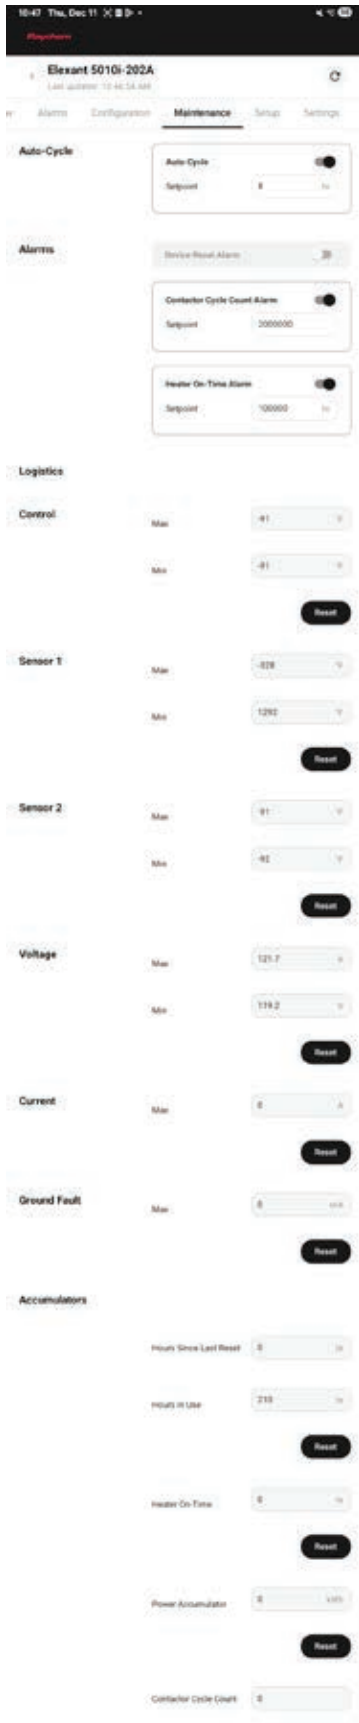 10:47 Thu, Dec 11
Raychem
Elexant 5010i-202A
Last updated: 10:46:54 AM
Alarms Configuration Maintenance Setup Settings
Auto-Cycle
Auto-Cycle
Setpoint 8 hr
Alarms
Device Reset Alarm
Contactor Cycle Count Alarm
Setpoint 2000000
Heater On-Time Alarm
Setpoint 100000 hr
Logistics
Control
Max
Min
Reset
Sensor 1
Max -328 °F
Min 1292 °F
Reset
Sensor 2
Max
Min
Reset
Voltage
Max 121.7
Min 119.2
Reset
Current
Max 0 A
Reset
Ground Fault
Max 0 mA
Reset
Accumulators
Hours Since Last Reset 0 hr
Hours In Use 210 hr
Reset
Heater On-Time 0 hr
Reset
Power Accumulator 0 kWh
Reset
Contactor Cycle Count 0